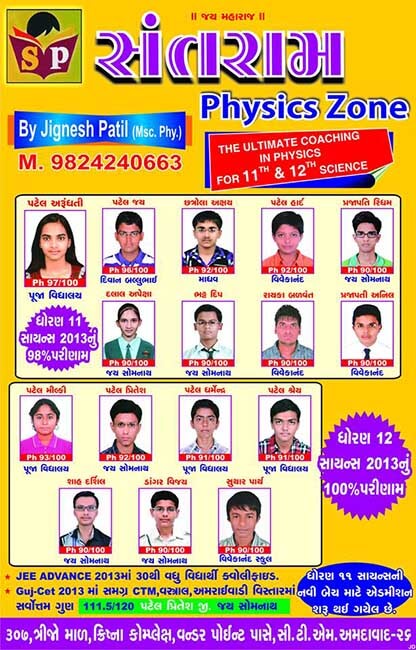 ॥ જય મહારાજ ॥
SP
સંતરામ
Physics Zone
By Jignesh Patil (Msc. Phy.)
M. 9824240663
THE ULTIMATE COACHING
IN PHYSICS
FOR 11TH & 12TH SCIENCE
પટેલ અરૂંધતી
પટેલ જય
છત્રોલા અક્ષય
પટેલ હાર્દ
પ્રજાપતિ રિધમ
Ph 97/100
Ph 96/100
Ph 92/100
Ph 92/100
Ph 90/100
પૂજા વિદ્યાલય
દિવાન બલ્લુભાઈ
માધવ
વિવેકાનંદ
જય સોમનાથ
ધોરણ 11
સાયન્સ 2013નું
98%પરીણામ
દલાલ અપેક્ષા
ભટ્ટ દિપ
રાયકા બળવંત
પ્રજાપતી અનિલ
Ph 90/100
Ph 90/100
Ph 90/100
Ph 90/100
જય સોમનાથ
જય સોમનાથ
વિવેકાનંદ
વિવેકાનંદ
પટેલ મોલ્કી
પટેલ પ્રિતેશ
પટેલ ધર્મેન્દ્ર
પટેલ શ્રેય
Ph 93/100
Ph 92/100
Ph 91/100
Ph 91/100
પૂજા વિદ્યાલય
જય સોમનાથ
પૂજા વિદ્યાલય
પૂજા વિદ્યાલય
ધોરણ 12
સાયન્સ 2013નું
100%પરીણામ
શાહ દર્શિલ
ડાંગર વિજય
સુથાર પાર્થ
Ph 90/100
Ph 90/100
Ph 90/100
જય સોમનાથ
જય સોમનાથ
વિવેકાનંદ સ્કુલ
★ JEE ADVANCE 2013માં 30થી વધુ વિદ્યાર્થી ક્વોલીફાઇડ.
★ Guj-Cet 2013 માં સમગ્ર CTM,વસ્ત્રાલ,અમરાઈવાડી વિસ્તારમાં
સર્વોત્તમ ગુણ 111.5/120 પટેલ પ્રિતેશ જી. જય સોમનાથ
ધોરણ ૧૧ સાયન્સની
નવી બેચ માટે એડમીશન
શરૂ થઈ ગયેલ છે.
૩૦૭,ત્રીજો માળ,ક્રિષ્ના કોમ્પ્લેક્ષ,વન્ડર પોઈન્ટ પાસે,સી.ટી.એમ.અમદાવાદ-૨૬